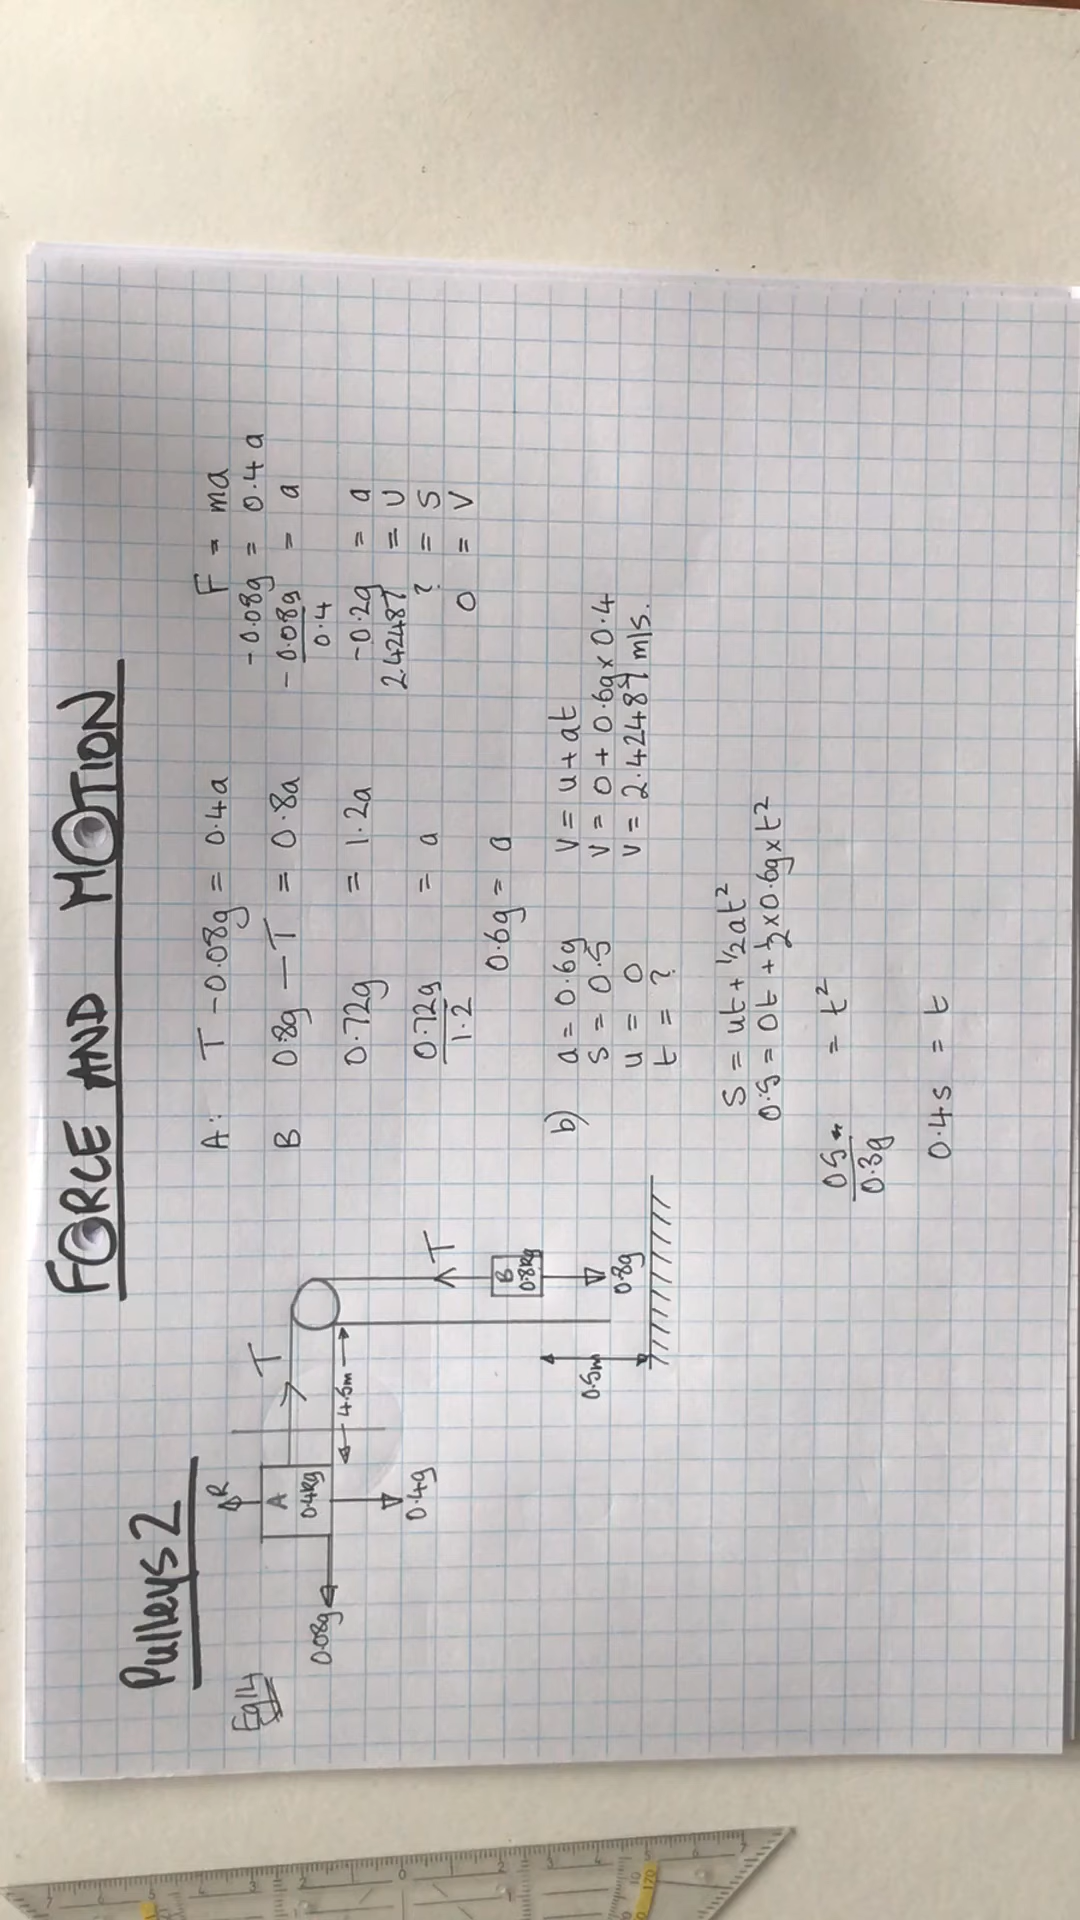 FORCE AND MOTION
Pulleys 2
Eg14
R
A
0.4kg
0.08g
0.4g
T
4.5m
T
B
0.8kg
0.8g
0.5m
A: T - 0.08g = 0.4a
B 0.8g - T = 0.8a
0.72g = 1.2a
0.72g/1.2 = a
0.6g = a
F = ma
-0.08g = 0.4a
-0.08g/0.4 = a
-0.2g = a
2.42487 = U
? = S
0 = V
b)
a = 0.6g
s = 0.5
u = 0
t = ?
V = u + at
V = 0 + 0.6g x 0.4
V = 2.42487 m/s.
S = ut + 1/2at²
0.5 = 0t + 1/2 x 0.6g x t²
0.5/0.3g = t²
0.4s = t